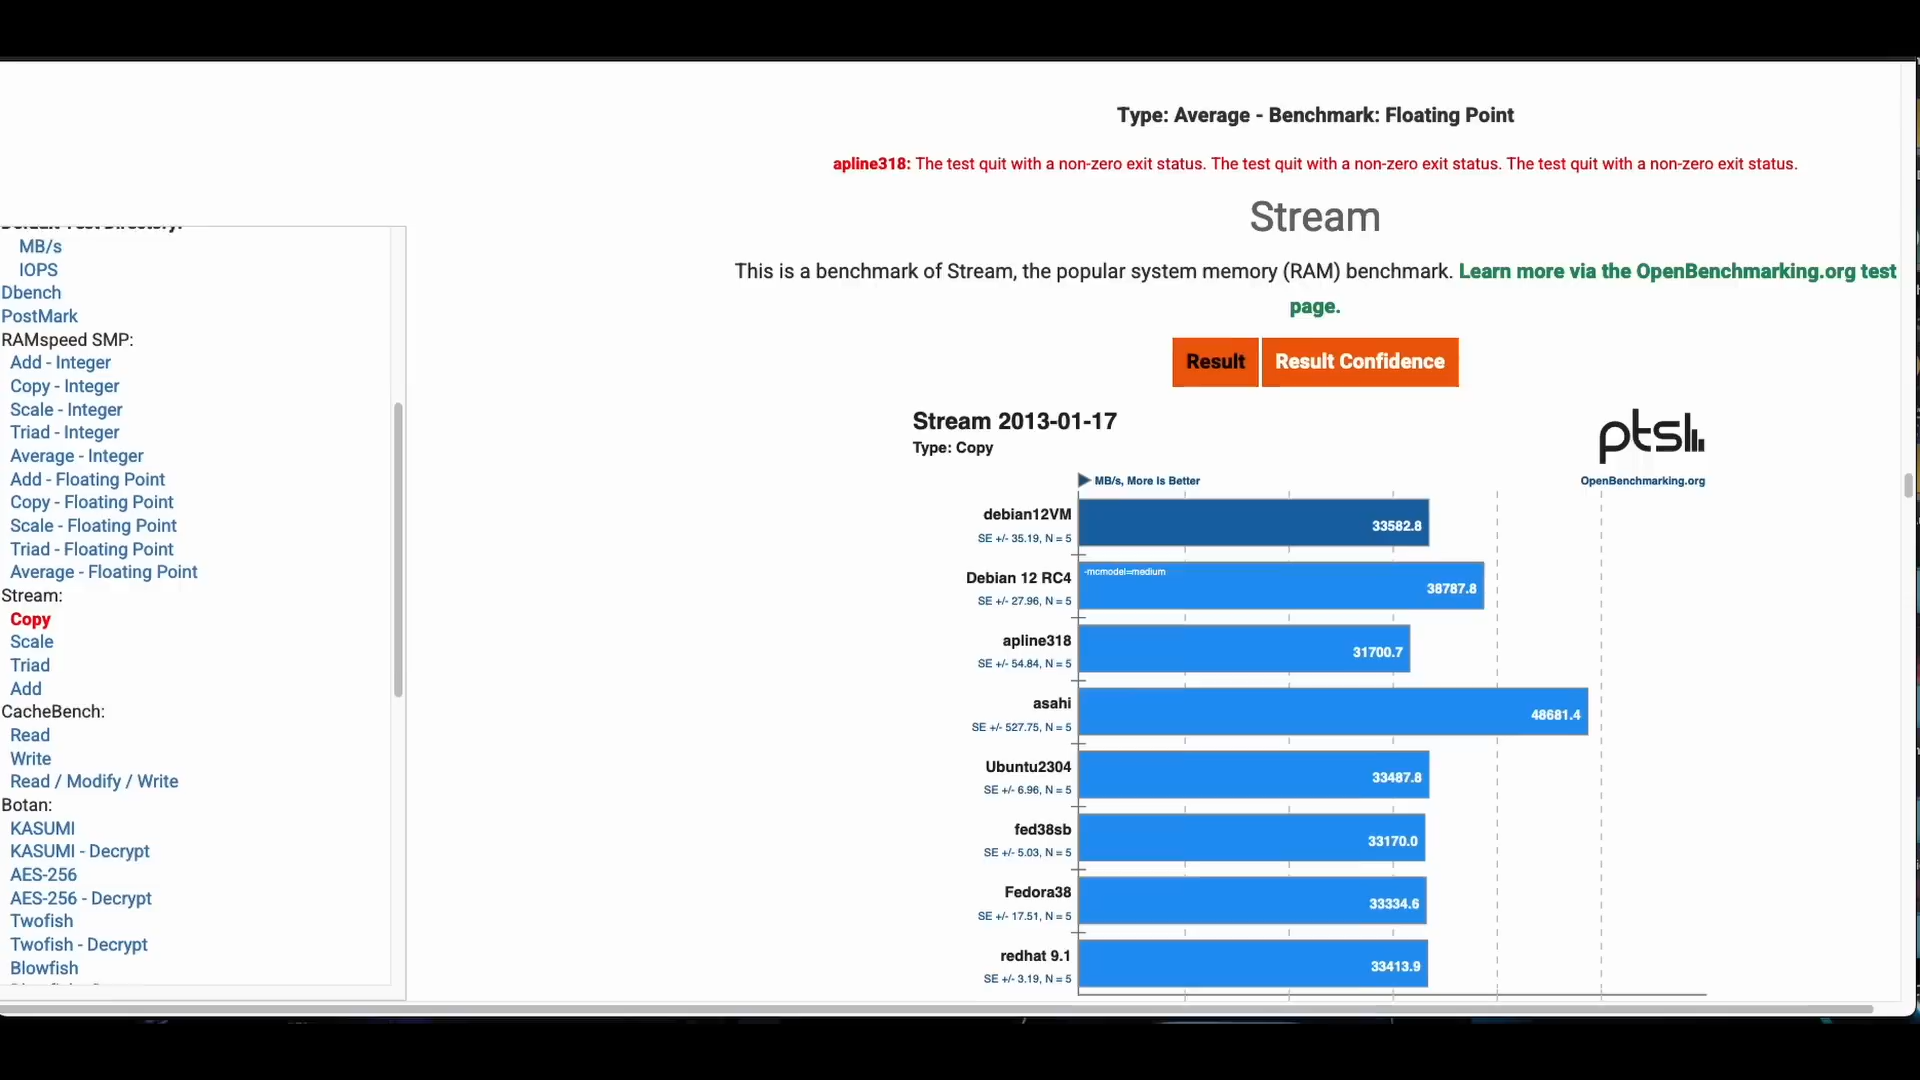 Type: Average - Benchmark: Floating Point
apline318: The test quit with a non-zero exit status. The test quit with a non-zero exit status. The test quit with a non-zero exit status.
Stream
This is a benchmark of Stream, the popular system memory (RAM) benchmark. Learn more via the OpenBenchmarking.org test
page.
Result
Result Confidence
MB/s
IOPS
Dbench
PostMark
RAMspeed SMP:
Add - Integer
Copy - Integer
Scale - Integer
Triad - Integer
Average - Integer
Add - Floating Point
Copy - Floating Point
Scale - Floating Point
Triad - Floating Point
Average - Floating Point
Stream:
Copy
Scale
Triad
Add
CacheBench:
Read
Write
Read / Modify / Write
Botan:
KASUMI
KASUMI - Decrypt
AES-256
AES-256 - Decrypt
Twofish
Twofish - Decrypt
Blowfish
Stream 2013-01-17
Type: Copy
ptsl
MB/s, More Is Better
OpenBenchmarking.org
debian12VM
SE +/- 35.19, N = 5
33582.8
Debian 12 RC4
SE +/- 27.96, N = 5
-mcmodel=medium
38787.8
apline318
SE +/- 54.84, N = 5
31700.7
asahi
SE +/- 527.75, N = 5
48681.4
Ubuntu2304
SE +/- 6.96, N = 5
33487.8
fed38sb
SE +/- 5.03, N = 5
33170.0
Fedora38
SE +/- 17.51, N = 5
33334.6
redhat 9.1
SE +/- 3.19, N = 5
33413.9